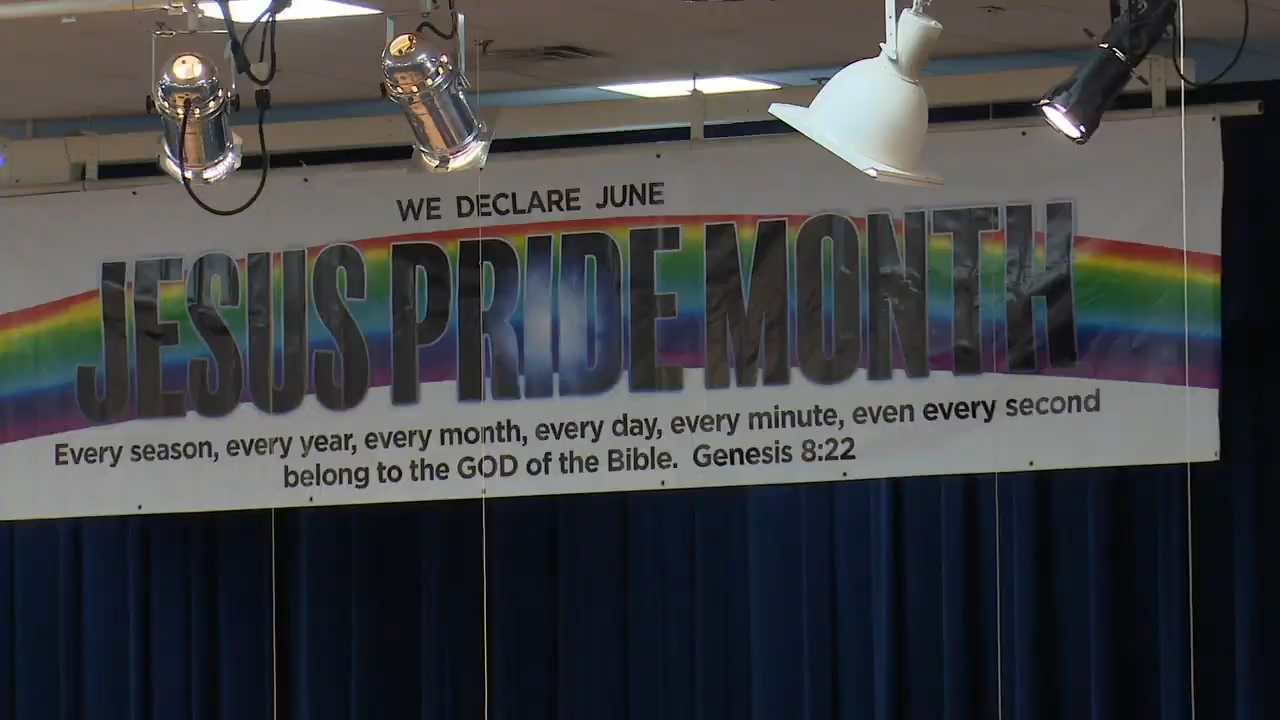 WE DECLARE JUNE
JESUS PRIDE MONTH
Every season, every year, every month, every day, every minute, even every second
belong to the GOD of the Bible. Genesis 8:22